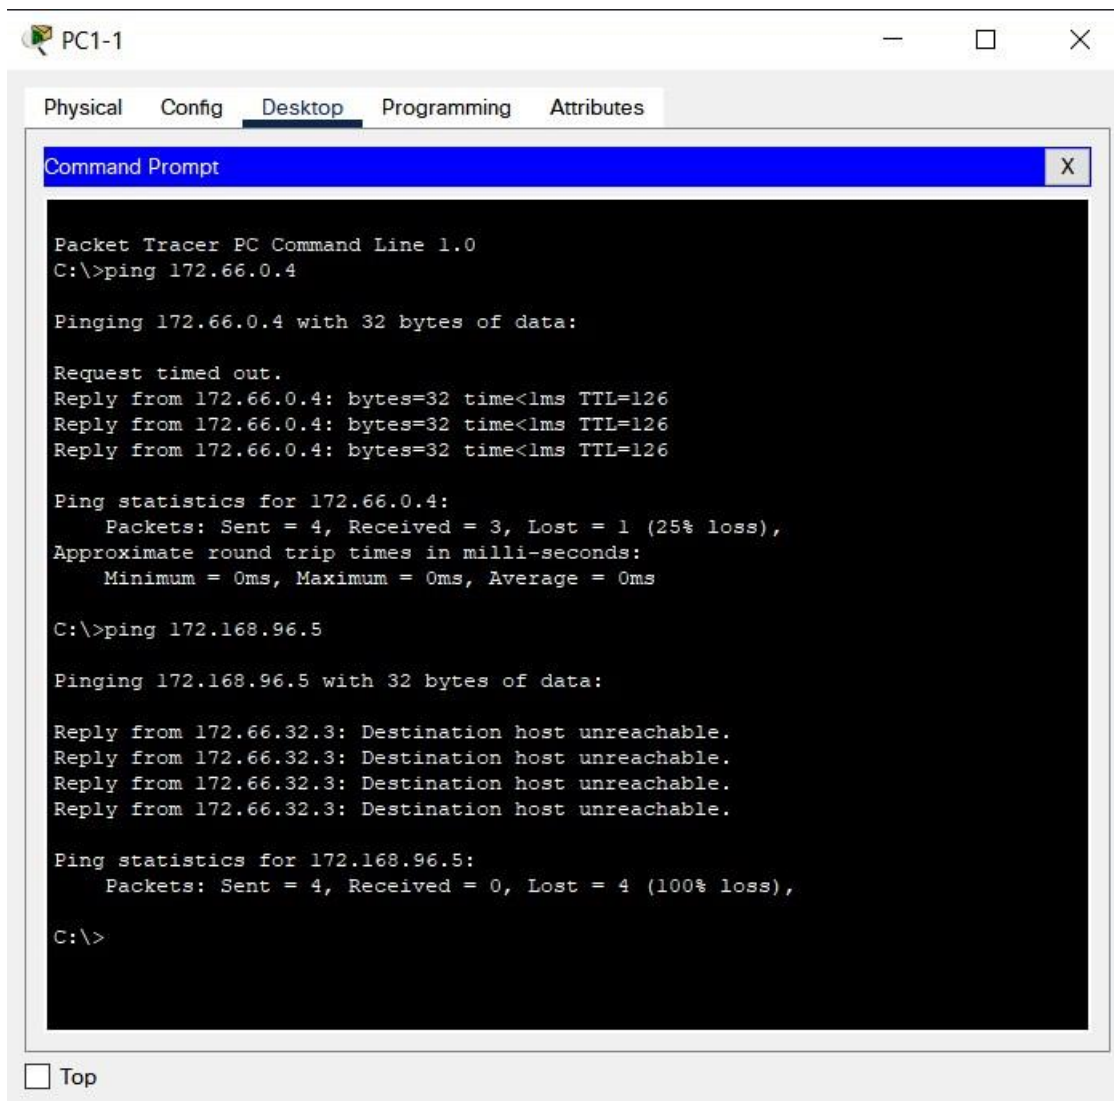 PC1-1
Physical Config Desktop Programming Attributes
Command Prompt X
Packet Tracer PC Command Line 1.0
C:\>ping 172.66.0.4
Pinging 172.66.0.4 with 32 bytes of data:
Request timed out.
Reply from 172.66.0.4: bytes=32 time<1ms TTL=126
Reply from 172.66.0.4: bytes=32 time<1ms TTL=126
Reply from 172.66.0.4: bytes=32 time<1ms TTL=126
Ping statistics for 172.66.0.4:
Packets: Sent = 4, Received = 3, Lost = 1 (25% loss),
Approximate round trip times in milli-seconds:
Minimum = 0ms, Maximum = 0ms, Average = 0ms
C:\>ping 172.168.96.5
Pinging 172.168.96.5 with 32 bytes of data:
Reply from 172.66.32.3: Destination host unreachable.
Reply from 172.66.32.3: Destination host unreachable.
Reply from 172.66.32.3: Destination host unreachable.
Reply from 172.66.32.3: Destination host unreachable.
Ping statistics for 172.168.96.5:
Packets: Sent = 4, Received = 0, Lost = 4 (100% loss),
C:\>
Top